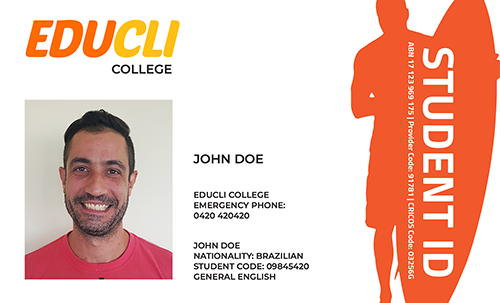 EDUCLI
COLLEGE
JOHN DOE
EDUCLI COLLEGE
EMERGENCY PHONE:
0420 420420
JOHN DOE
NATIONALITY: BRAZILIAN
STUDENT CODE: 09845420
GENERAL ENGLISH
STUDENT ID
ABN 17 123 969 175 | Provider Code: 91781 | CRICOS Code: 03256G